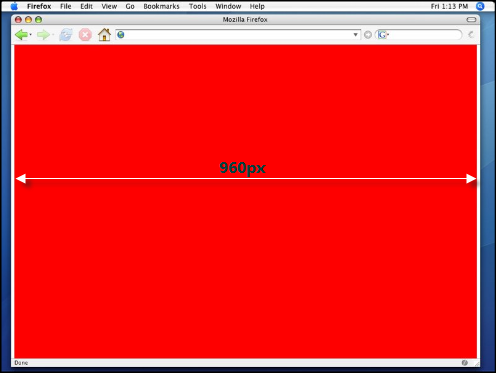 Firefox File Edit View Go Bookmarks Tools Window Help Fri 1:13 PM
Mozilla Firefox
G
960px
Done